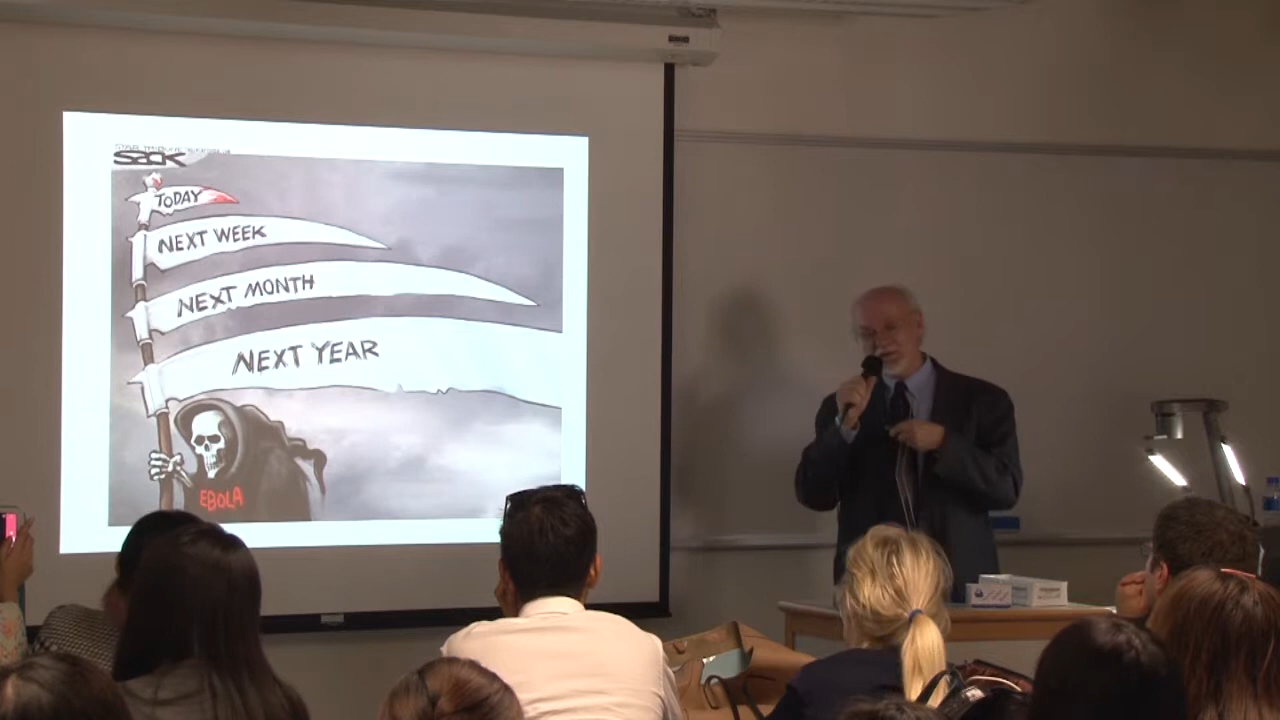 SACK
TODAY
NEXT WEEK
NEXT MONTH
NEXT YEAR
EBOLA